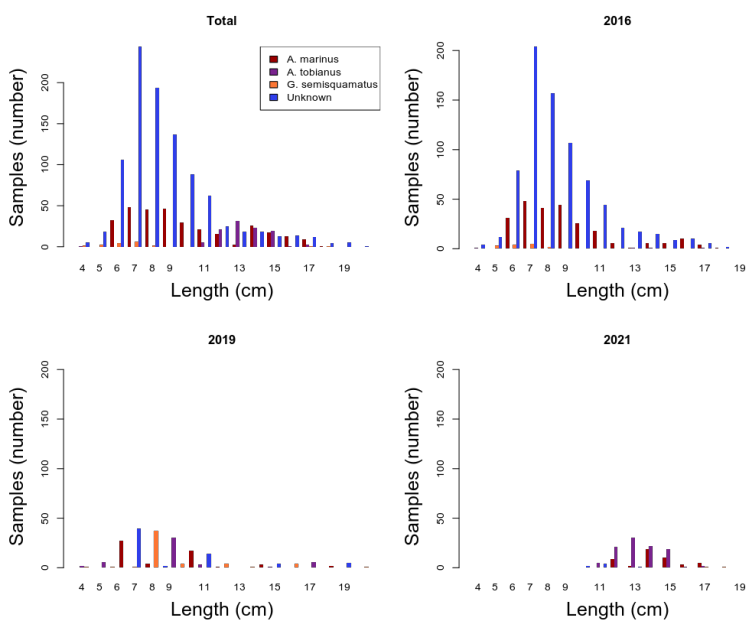 Total
Samples (number)
0 50 100 150 200
A. marinus
A. tobianus
G. semisquamatus
Unknown
4 5 6 7 8 9 11 13 15 17 19
Length (cm)
2016
Samples (number)
0 50 100 150 200
4 5 6 7 8 9 11 13 15 17 19
Length (cm)
2019
Samples (number)
0 50 100 150 200
4 5 6 7 8 9 11 13 15 17 19
Length (cm)
2021
Samples (number)
0 50 100 150 200
4 5 6 7 8 9 11 13 15 17 19
Length (cm)